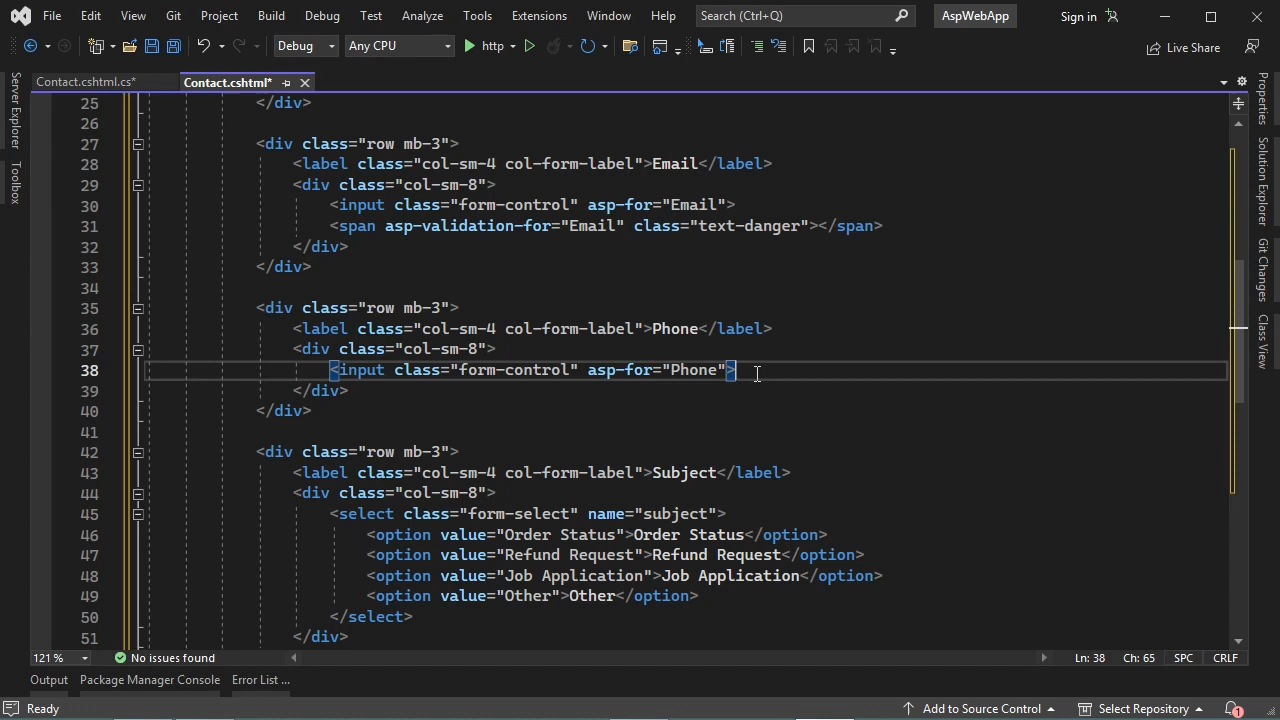 File Edit View Git Project Build Debug Test Analyze Tools Extensions Window Help Search (Ctrl+Q) AspWebApp Sign in
Debug Any CPU http Live Share
Contact.cshtml.cs* Contact.cshtml*
Server Explorer
Toolbox
25 </div>
26
27 <div class="row mb-3">
28 <label class="col-sm-4 col-form-label">Email</label>
29 <div class="col-sm-8">
30 <input class="form-control" asp-for="Email">
31 <span asp-validation-for="Email" class="text-danger"></span>
32 </div>
33 </div>
34
35 <div class="row mb-3">
36 <label class="col-sm-4 col-form-label">Phone</label>
37 <div class="col-sm-8">
38 <input class="form-control" asp-for="Phone">
39 </div>
40 </div>
41
42 <div class="row mb-3">
43 <label class="col-sm-4 col-form-label">Subject</label>
44 <div class="col-sm-8">
45 <select class="form-select" name="subject">
46 <option value="Order Status">Order Status</option>
47 <option value="Refund Request">Refund Request</option>
48 <option value="Job Application">Job Application</option>
49 <option value="Other">Other</option>
50 </select>
51 </div>
Properties
Solution Explorer
Git Changes
Class View
121 % No issues found Ln: 38 Ch: 65 SPC CRLF
Output Package Manager Console Error List ...
Ready Add to Source Control Select Repository 1